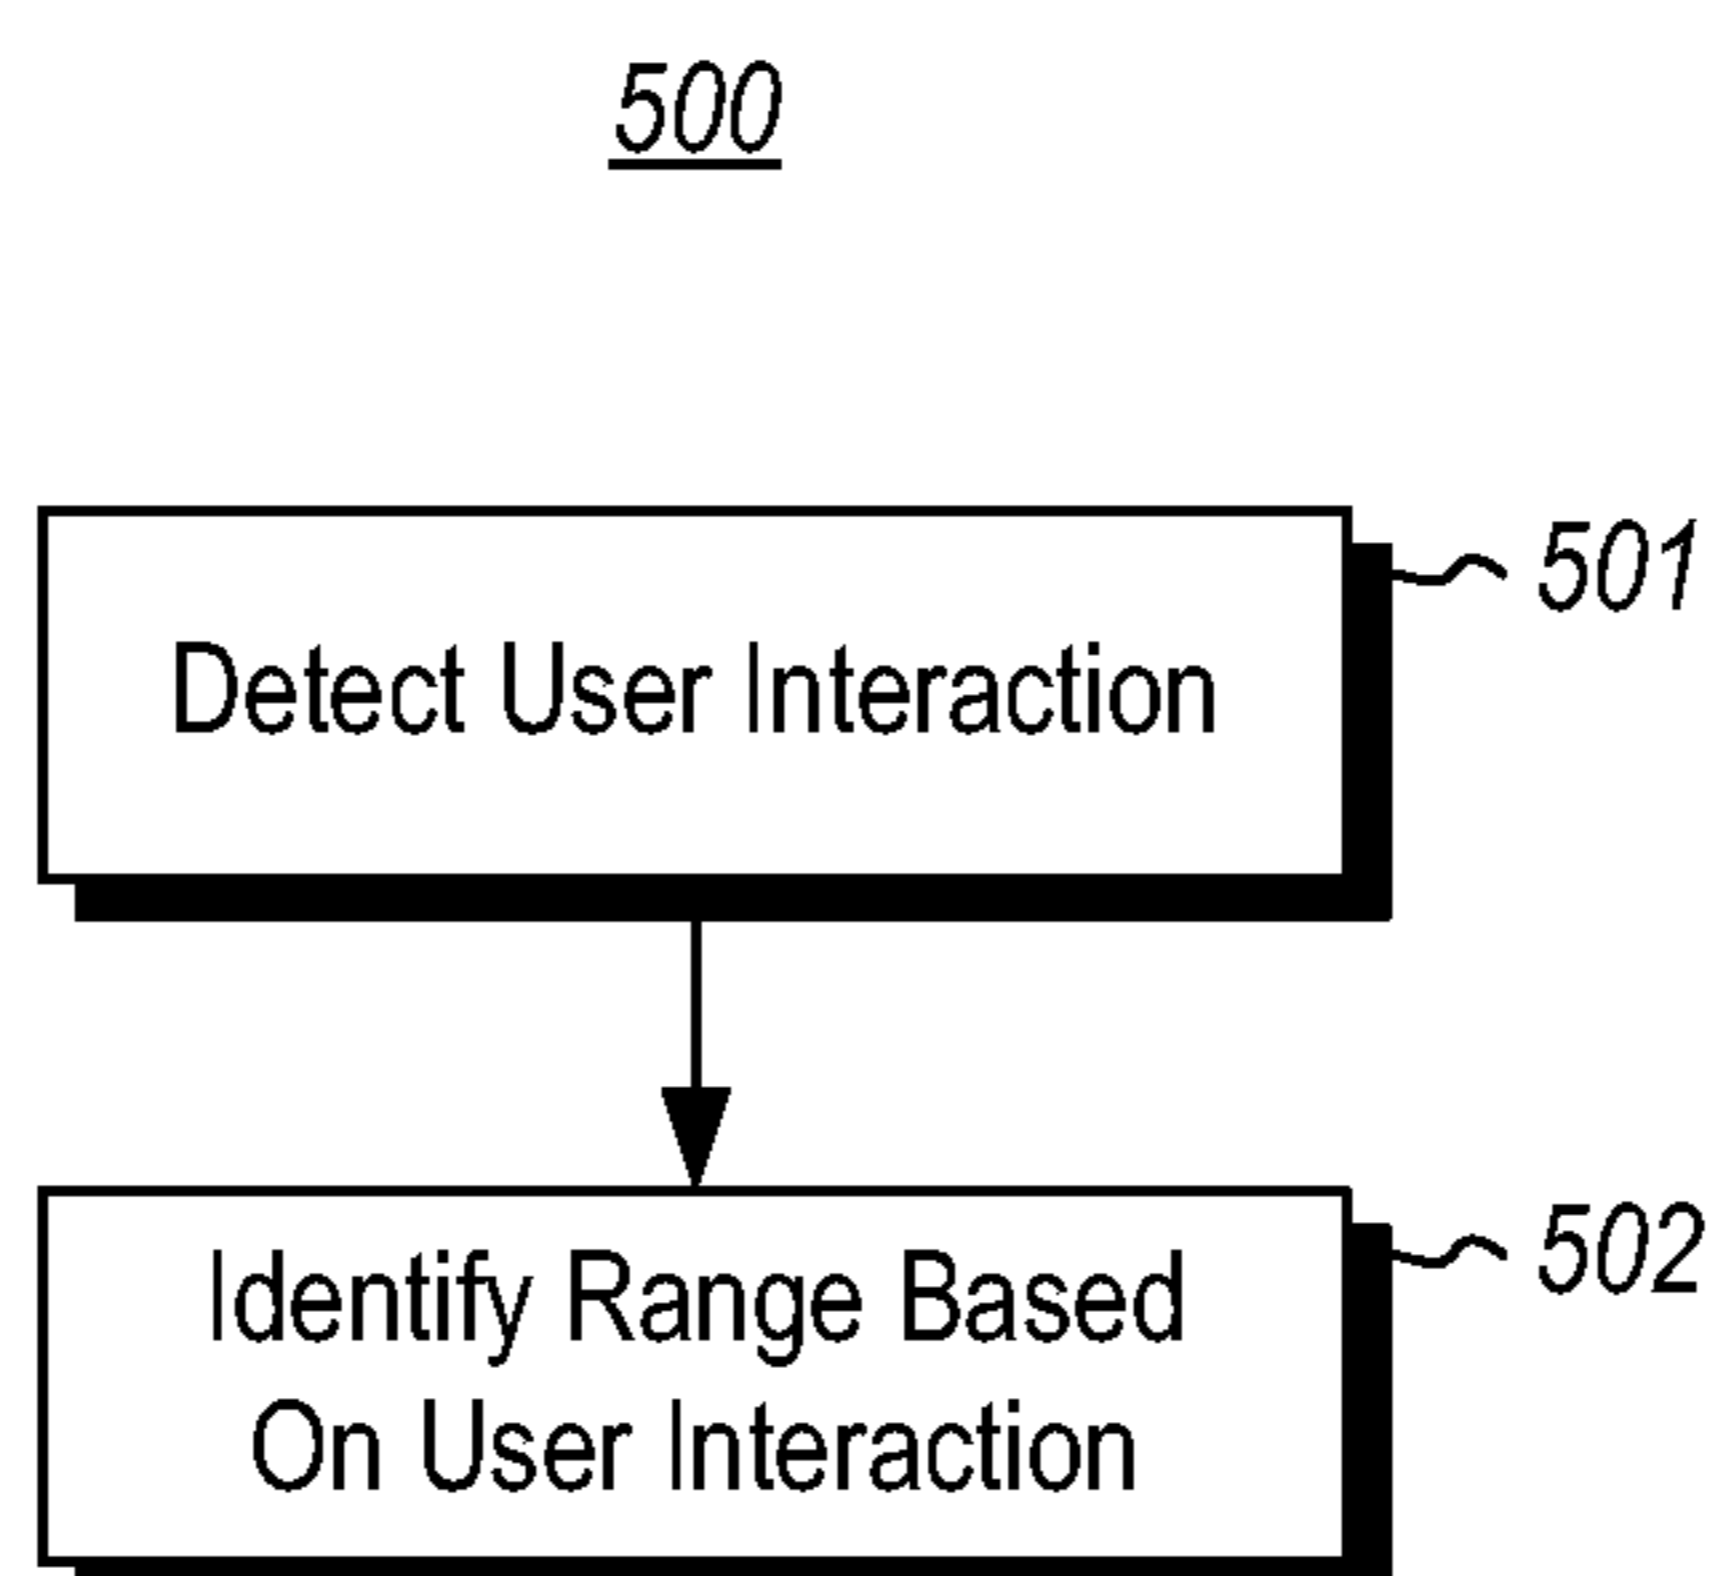 500
501
Detect User Interaction
502
Identify Range Based
On User Interaction